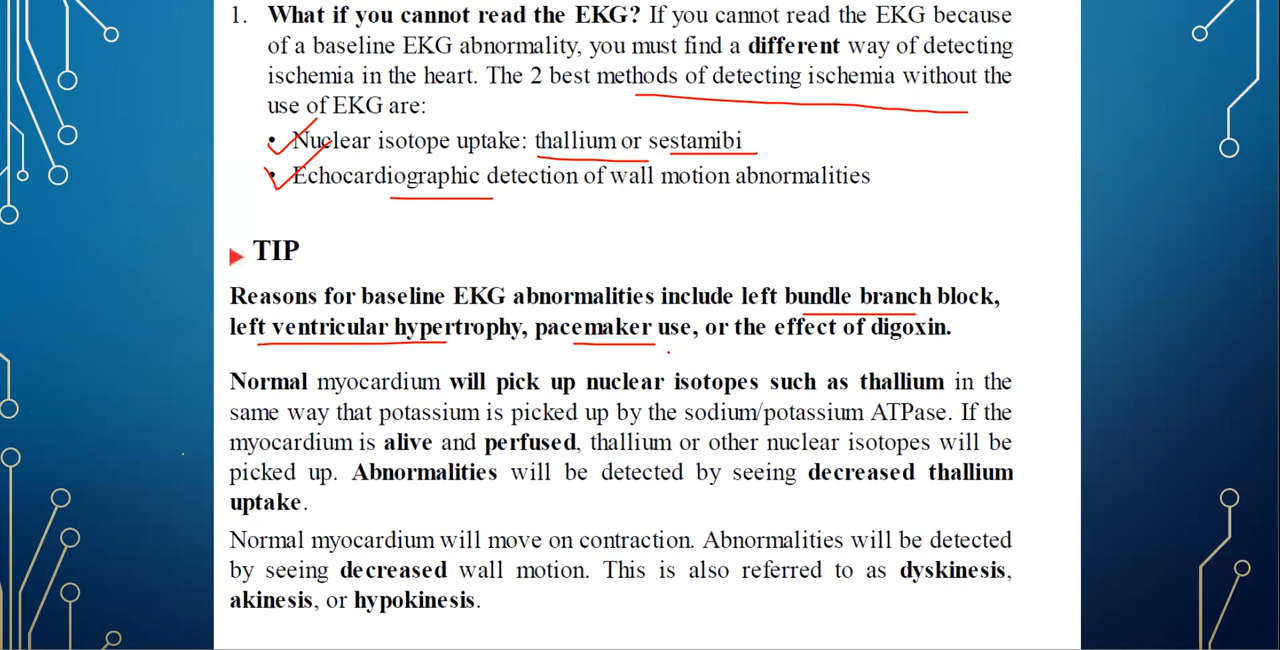 1. What if you cannot read the EKG? If you cannot read the EKG because
of a baseline EKG abnormality, you must find a different way of detecting
ischemia in the heart. The 2 best methods of detecting ischemia without the
use of EKG are:
• Nuclear isotope uptake: thallium or sestamibi
• Echocardiographic detection of wall motion abnormalities
TIP
Reasons for baseline EKG abnormalities include left bundle branch block,
left ventricular hypertrophy, pacemaker use, or the effect of digoxin.
Normal myocardium will pick up nuclear isotopes such as thallium in the
same way that potassium is picked up by the sodium/potassium ATPase. If the
myocardium is alive and perfused, thallium or other nuclear isotopes will be
picked up. Abnormalities will be detected by seeing decreased thallium
uptake.
Normal myocardium will move on contraction. Abnormalities will be detected
by seeing decreased wall motion. This is also referred to as dyskinesis,
akinesis, or hypokinesis.